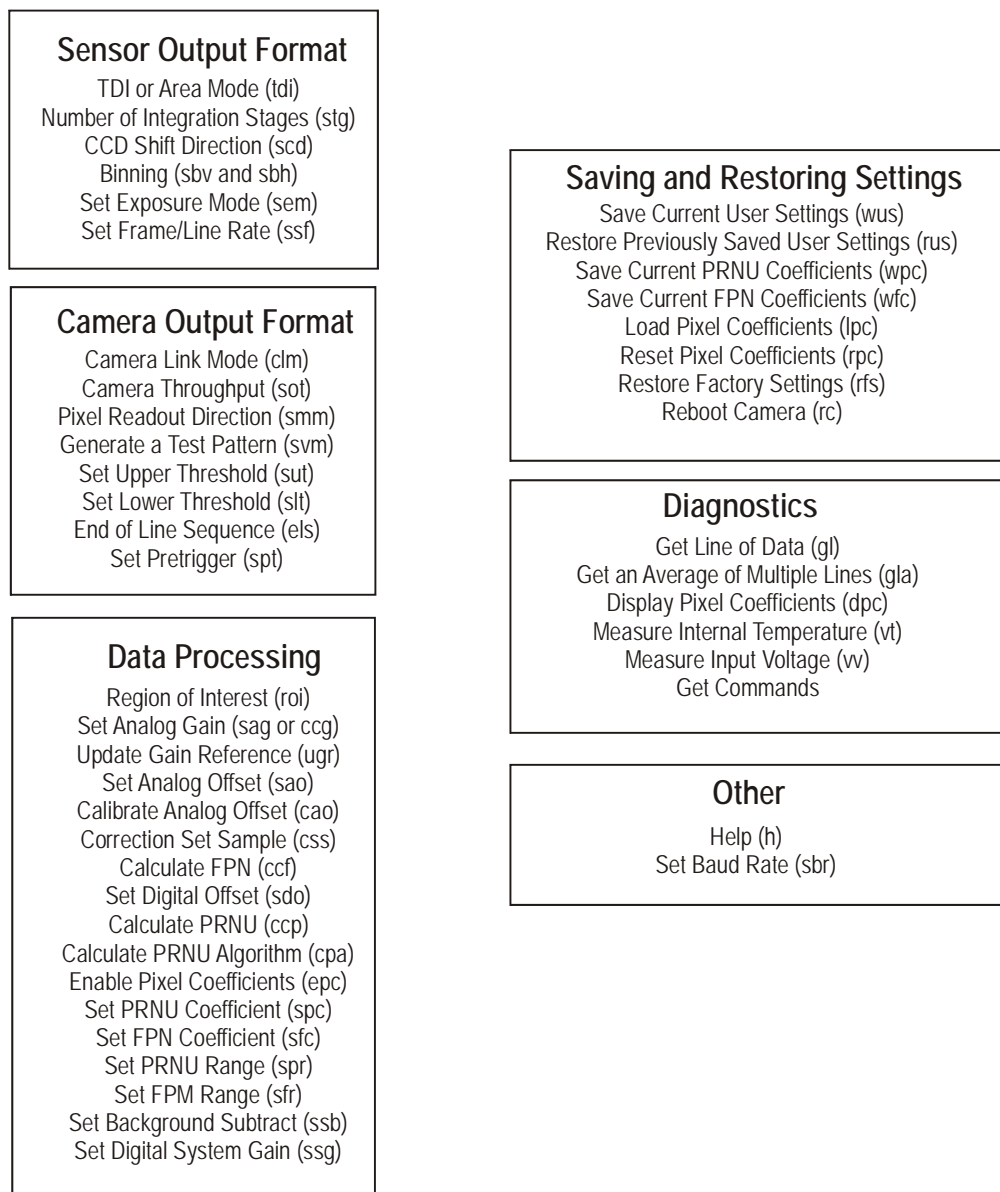 Sensor Output Format
TDI or Area Mode (tdi)
Number of Integration Stages (stg)
CCD Shift Direction (scd)
Binning (sbv and sbh)
Set Exposure Mode (sem)
Set Frame/Line Rate (ssf)
Camera Output Format
Camera Link Mode (clm)
Camera Throughput (sot)
Pixel Readout Direction (smm)
Generate a Test Pattern (svm)
Set Upper Threshold (sut)
Set Lower Threshold (slt)
End of Line Sequence (els)
Set Pretrigger (spt)
Data Processing
Region of Interest (roi)
Set Analog Gain (sag or ccg)
Update Gain Reference (ugr)
Set Analog Offset (sao)
Calibrate Analog Offset (cao)
Correction Set Sample (css)
Calculate FPN (ccf)
Set Digital Offset (sdo)
Calculate PRNU (ccp)
Calculate PRNU Algorithm (cpa)
Enable Pixel Coefficients (epc)
Set PRNU Coefficient (spc)
Set FPN Coefficient (sfc)
Set PRNU Range (spr)
Set FPM Range (sfr)
Set Background Subtract (ssb)
Set Digital System Gain (ssg)
Saving and Restoring Settings
Save Current User Settings (wus)
Restore Previously Saved User Settings (rus)
Save Current PRNU Coefficients (wpc)
Save Current FPN Coefficients (wfc)
Load Pixel Coefficients (lpc)
Reset Pixel Coefficients (rpc)
Restore Factory Settings (rfs)
Reboot Camera (rc)
Diagnostics
Get Line of Data (gl)
Get an Average of Multiple Lines (gla)
Display Pixel Coefficients (dpc)
Measure Internal Temperature (vt)
Measure Input Voltage (vv)
Get Commands
Other
Help (h)
Set Baud Rate (sbr)